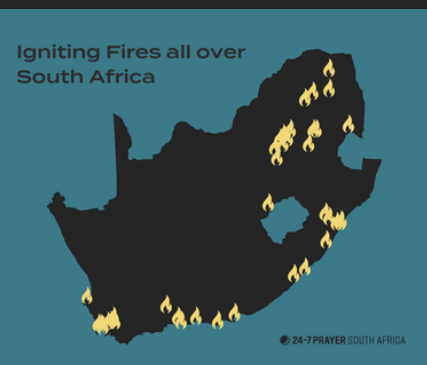 Igniting Fires all over
South Africa
24-7 PRAYER SOUTH AFRICA